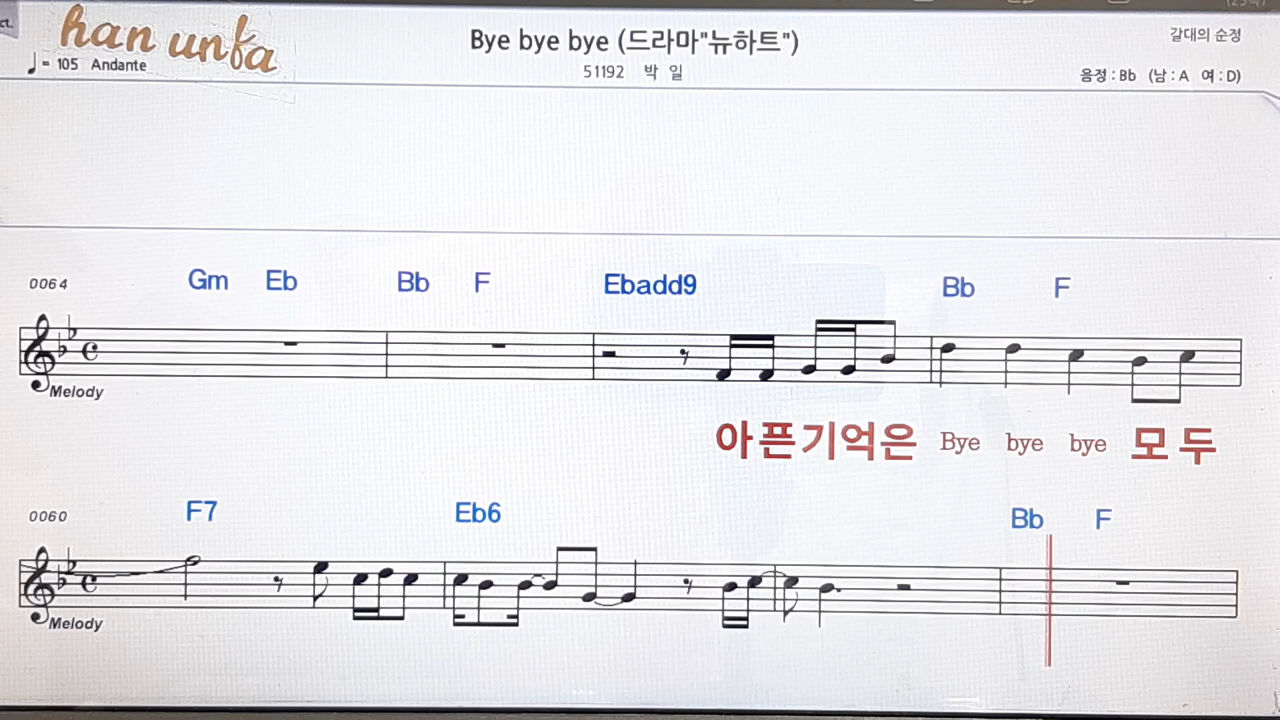 ct.
han unfa
Bye bye bye (드라마"뉴하트")
갈대의 순정
♩= 105 Andante
51192 박 일
음정 : Bb (남 : A 여 : D)
0064 Gm Eb Bb F Ebadd9 Bb F
Melody
아픈기억은 Bye bye bye 모두
0060 F7 Eb6 Bb F
Melody